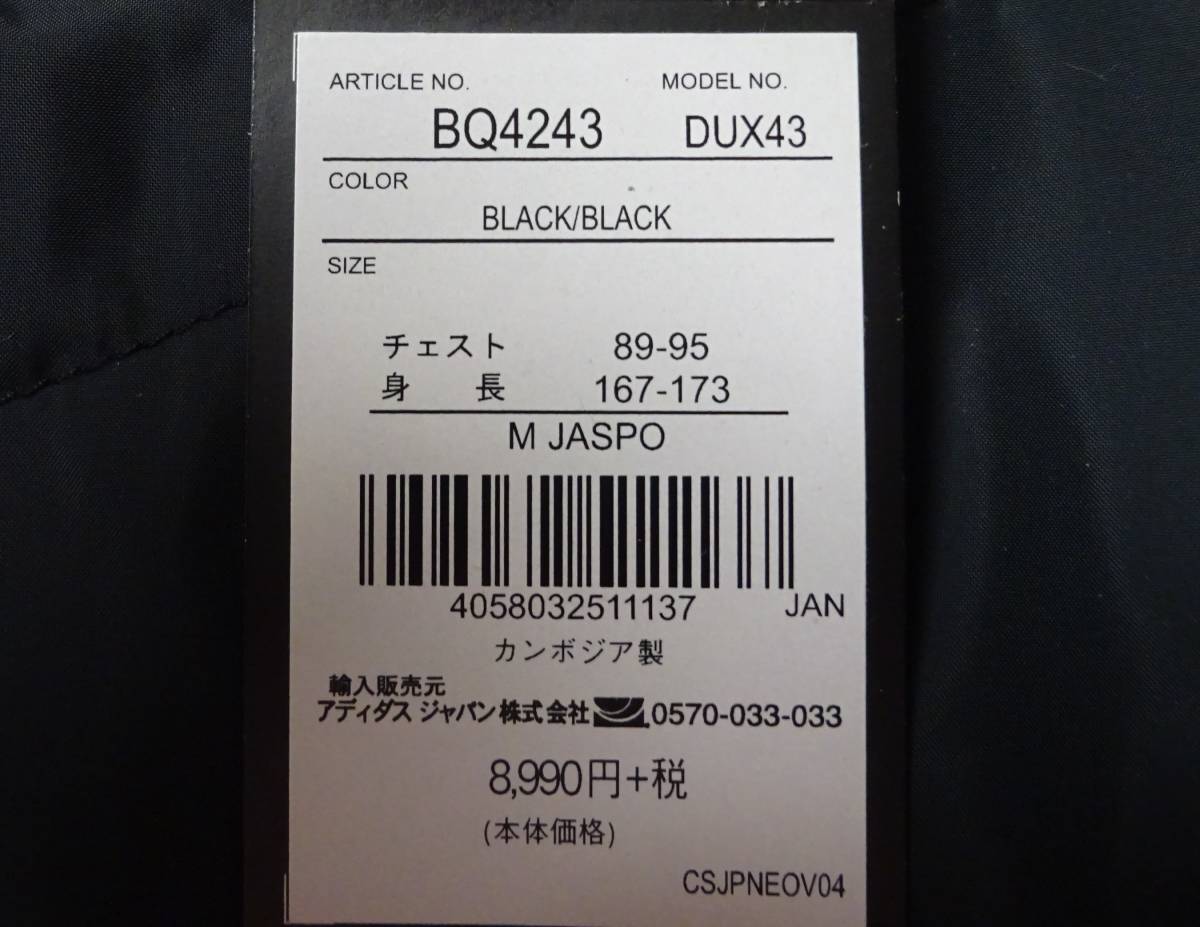 ARTICLE NO. MODEL NO.
BQ4243 DUX43
COLOR
BLACK/BLACK
SIZE
チェスト 89-95
身 長 167-173
M JASPO
4058032511137 JAN
カンボジア製
輸入販売元
アディダス ジャパン株式会社 0570-033-033
8,990円+税
(本体価格)
CSJPNEOV04